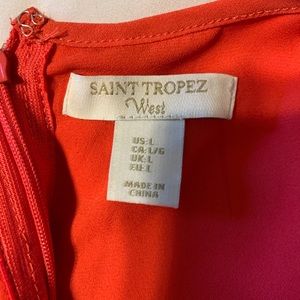 SAINT TROPEZ
West
US: L
CA: L/G
UK: L
EU: L
MADE IN
CHINA